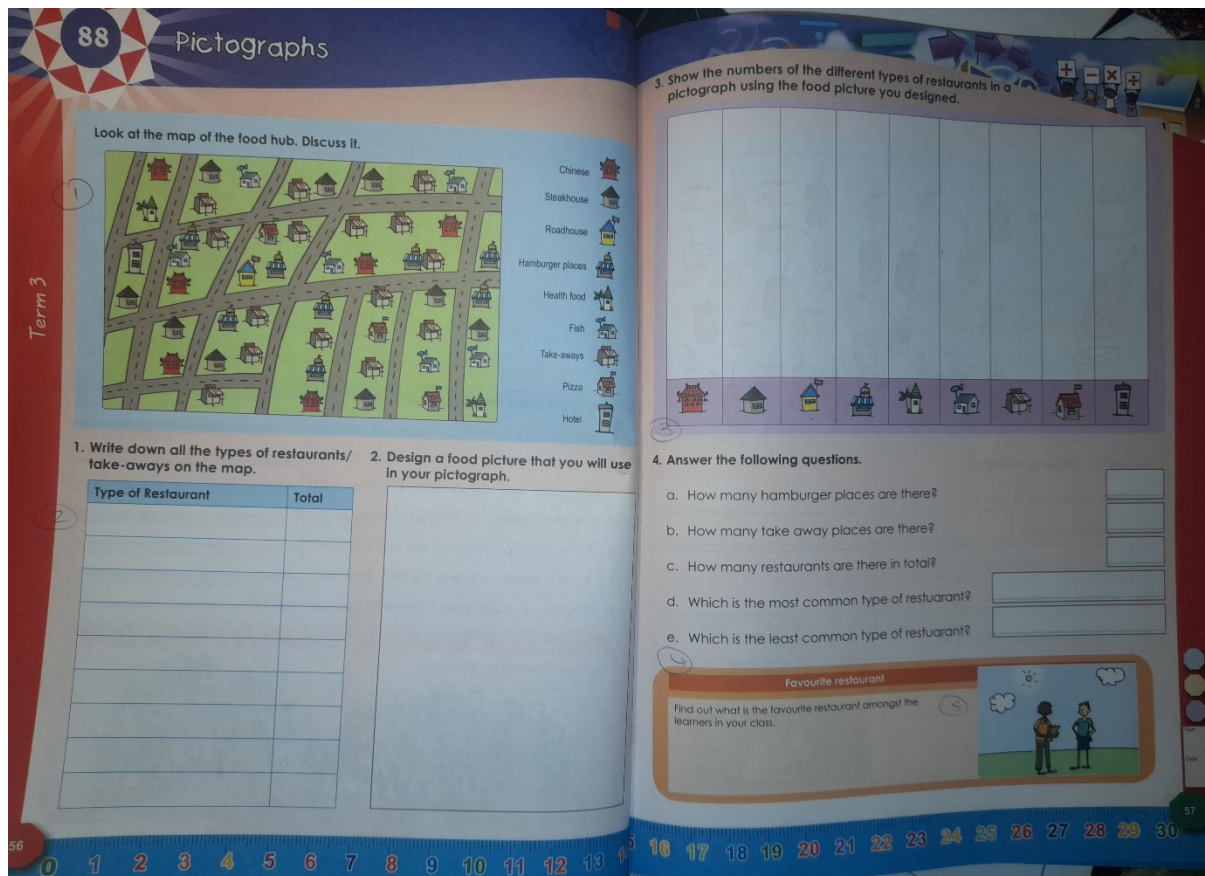 88
Pictographs
Look at the map of the food hub. Discuss it.
1
Chinese
Steakhouse
Roadhouse
Hamburger places
Health food
Fish
Take-aways
Pizza
Hotel
Term 3
1. Write down all the types of restaurants/
take-aways on the map.
2
Type of Restaurant Total
2. Design a food picture that you will use
in your pictograph.
56
0 1 2 3 4 5 6 7 8 9 10 11 12 13
3. Show the numbers of the different types of restaurants in a
pictograph using the food picture you designed.
+ − × ÷
3
4. Answer the following questions.
a. How many hamburger places are there?
b. How many take away places are there?
c. How many restaurants are there in total?
d. Which is the most common type of restuarant?
e. Which is the least common type of restuarant?
4
Favourite restaurant
Find out what is the favourite restaurant amongst the
learners in your class.
5
57
16 17 18 19 20 21 22 23 24 25 26 27 28 29 30